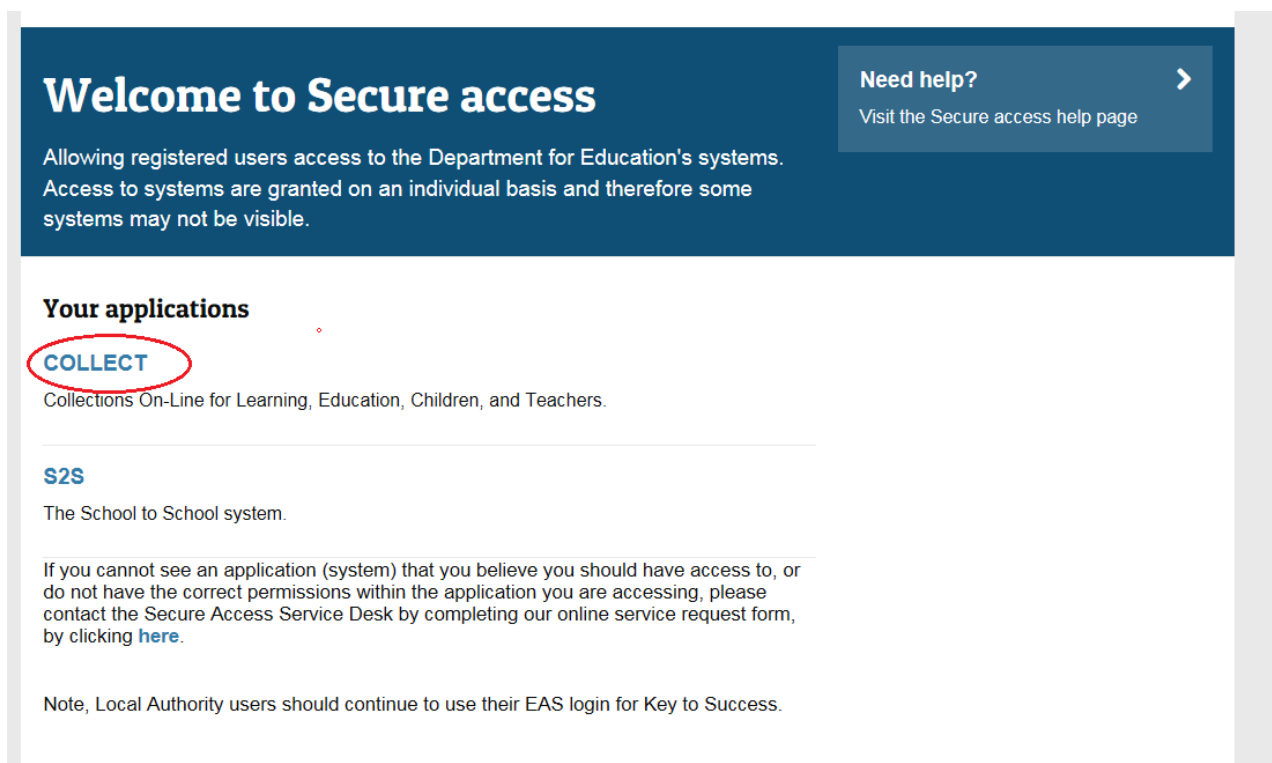 Welcome to Secure access
Allowing registered users access to the Department for Education's systems.
Access to systems are granted on an individual basis and therefore some
systems may not be visible.
Need help?
Visit the Secure access help page
Your applications
COLLECT
Collections On-Line for Learning, Education, Children, and Teachers.
S2S
The School to School system.
If you cannot see an application (system) that you believe you should have access to, or
do not have the correct permissions within the application you are accessing, please
contact the Secure Access Service Desk by completing our online service request form,
by clicking here.
Note, Local Authority users should continue to use their EAS login for Key to Success.